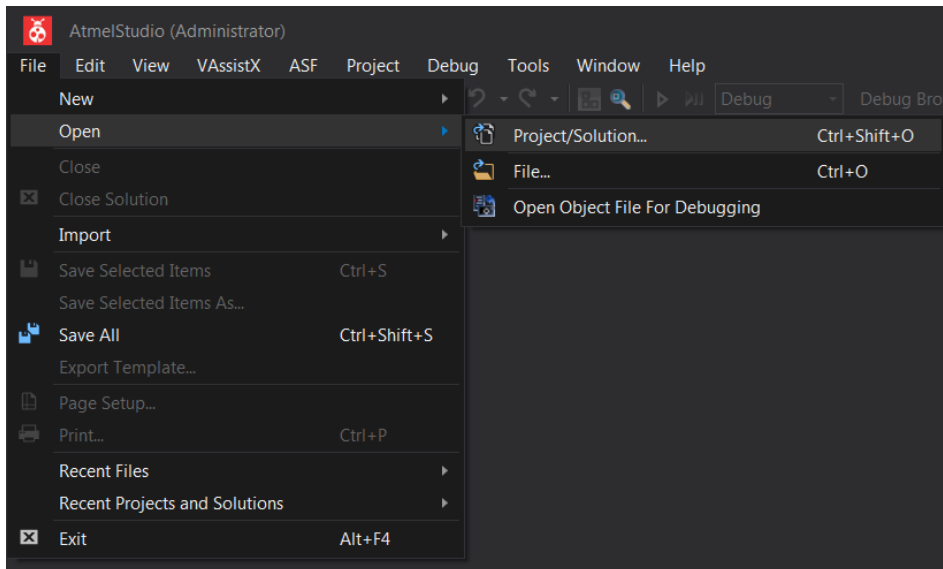 AtmelStudio (Administrator)
File Edit View VAssistX ASF Project Debug Tools Window Help
New
Debug
Debug Bro
Open
Project/Solution... Ctrl+Shift+O
Close
File... Ctrl+O
Close Solution
Open Object File For Debugging
Import
Save Selected Items Ctrl+S
Save Selected Items As...
Save All Ctrl+Shift+S
Export Template...
Page Setup...
Print... Ctrl+P
Recent Files
Recent Projects and Solutions
Exit Alt+F4